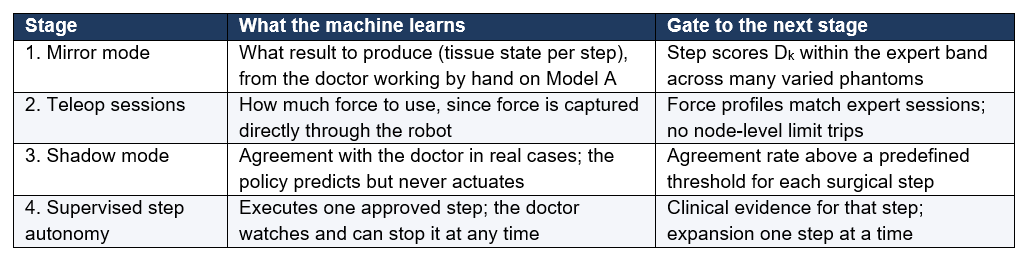 Stage What the machine learns Gate to the next stage
1. Mirror mode What result to produce (tissue state per step), Step scores Dₖ within the expert band
from the doctor working by hand on Model A across many varied phantoms
2. Teleop sessions How much force to use, since force is captured Force profiles match expert sessions;
directly through the robot no node-level limit trips
3. Shadow mode Agreement with the doctor in real cases; the Agreement rate above a predefined
policy predicts but never actuates threshold for each surgical step
4. Supervised step Executes one approved step; the doctor Clinical evidence for that step;
autonomy watches and can stop it at any time expansion one step at a time